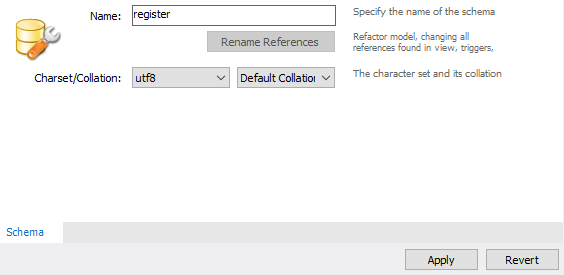 Name: register Specify the name of the schema
Rename References Refactor model, changing all
references found in view, triggers,
Charset/Collation: utf8 Default Collation The character set and its collation
Schema
Apply Revert